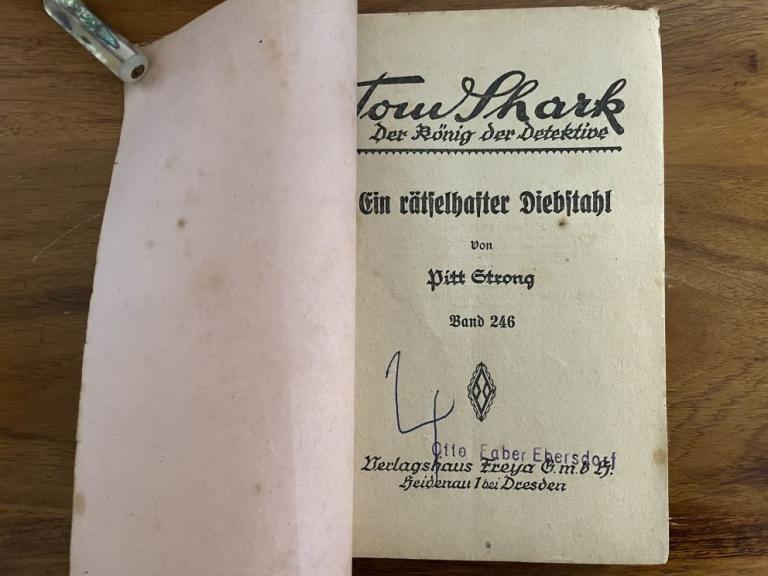 Tom Shark
Der König der Detektive
Ein rätselhafter Diebstahl
von
Pitt Strong
Band 246
4
Otto Faber Ebersdorf
Verlagshaus Freya G.m.b.H.
Heidenau 1 bei Dresden